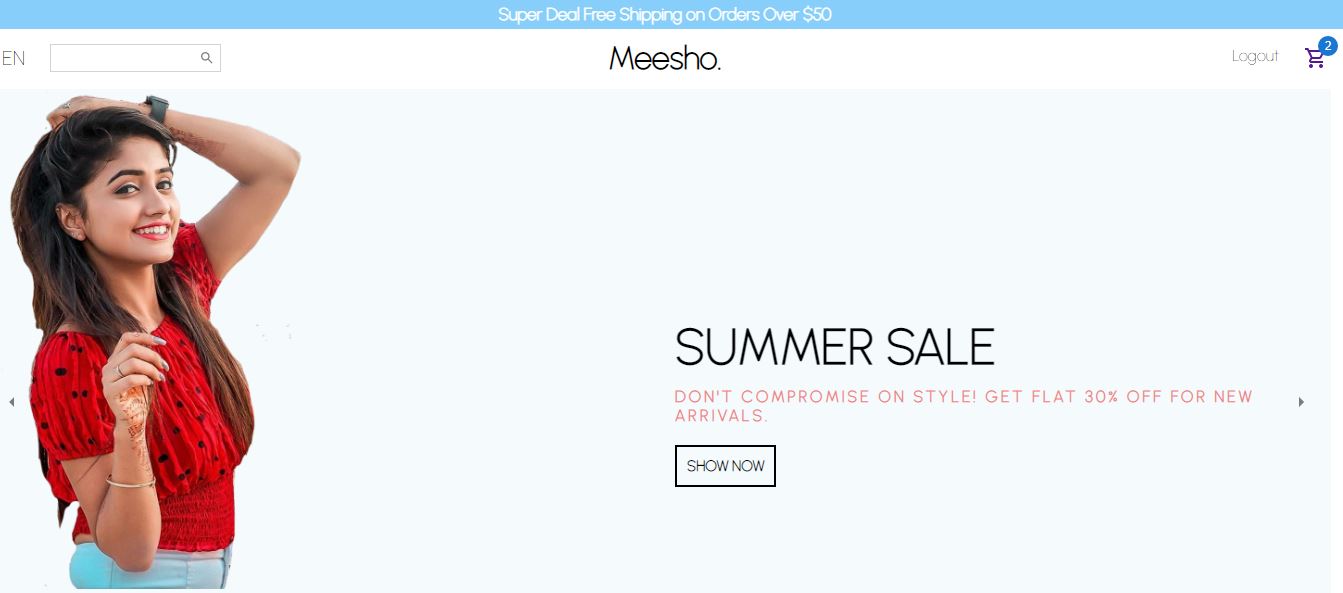 Super Deal Free Shipping on Orders Over $50
EN
Meesho.
Logout
2
SUMMER SALE
DON'T COMPROMISE ON STYLE! GET FLAT 30% OFF FOR NEW
ARRIVALS.
SHOW NOW